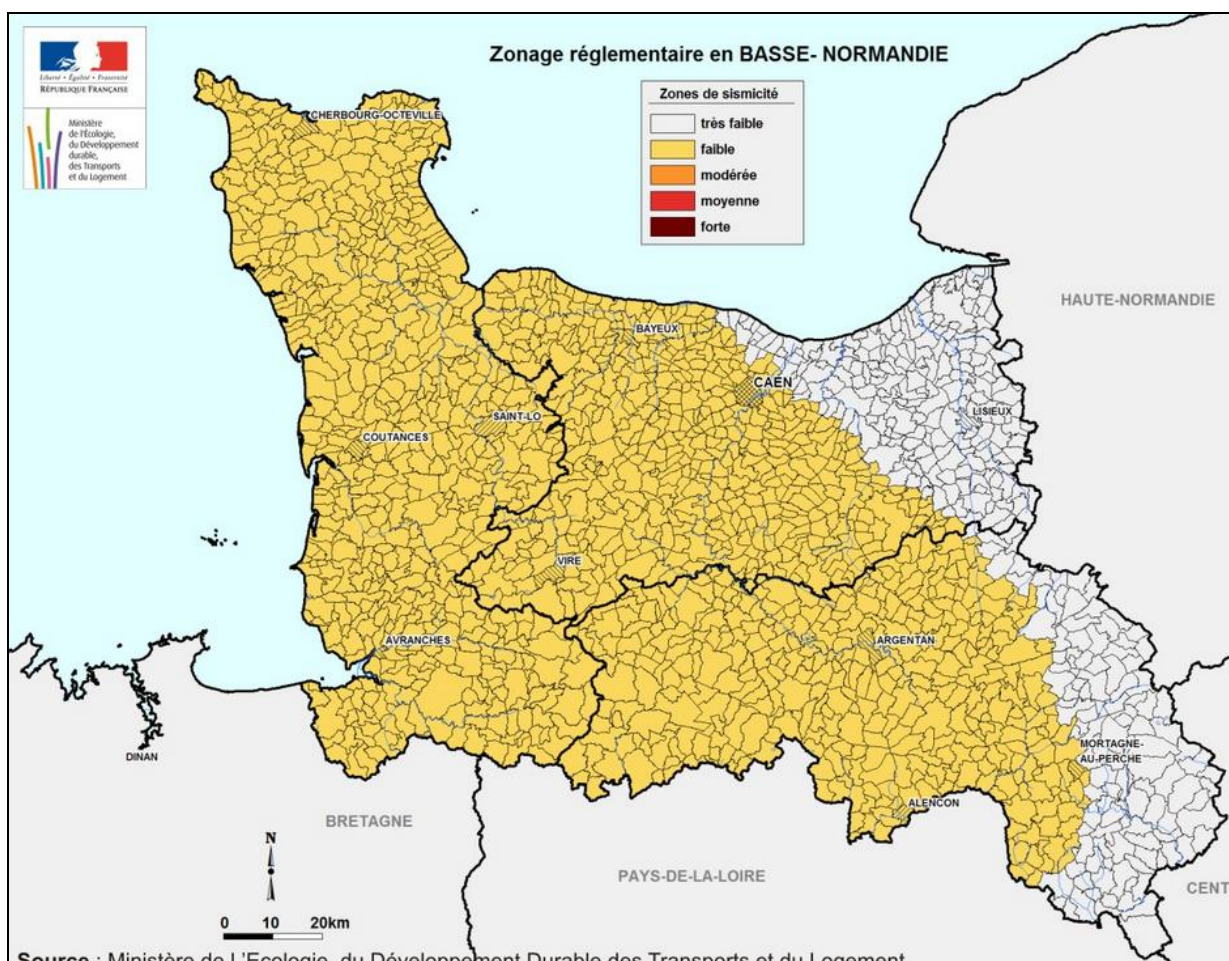 Liberté • Égalité • Fraternité
RÉPUBLIQUE FRANÇAISE
Ministère
de l'Écologie,
du Développement
durable,
des Transports
et du Logement
Zonage réglementaire en BASSE- NORMANDIE
Zones de sismicité
très faible
faible
modérée
moyenne
forte
CHERBOURG-OCTEVILLE
HAUTE-NORMANDIE
BAYEUX
CAEN
SAINT-LO
LISIEUX
COUTANCES
VIRE
AVRANCHES
ARGENTAN
DINAN
MORTAGNE-
AU-PERCHE
ALENCON
BRETAGNE
PAYS-DE-LA-LOIRE
CENT
N
0 10 20km
Source : Ministère de L'Ecologie, du Développement Durable des Transports et du Logement